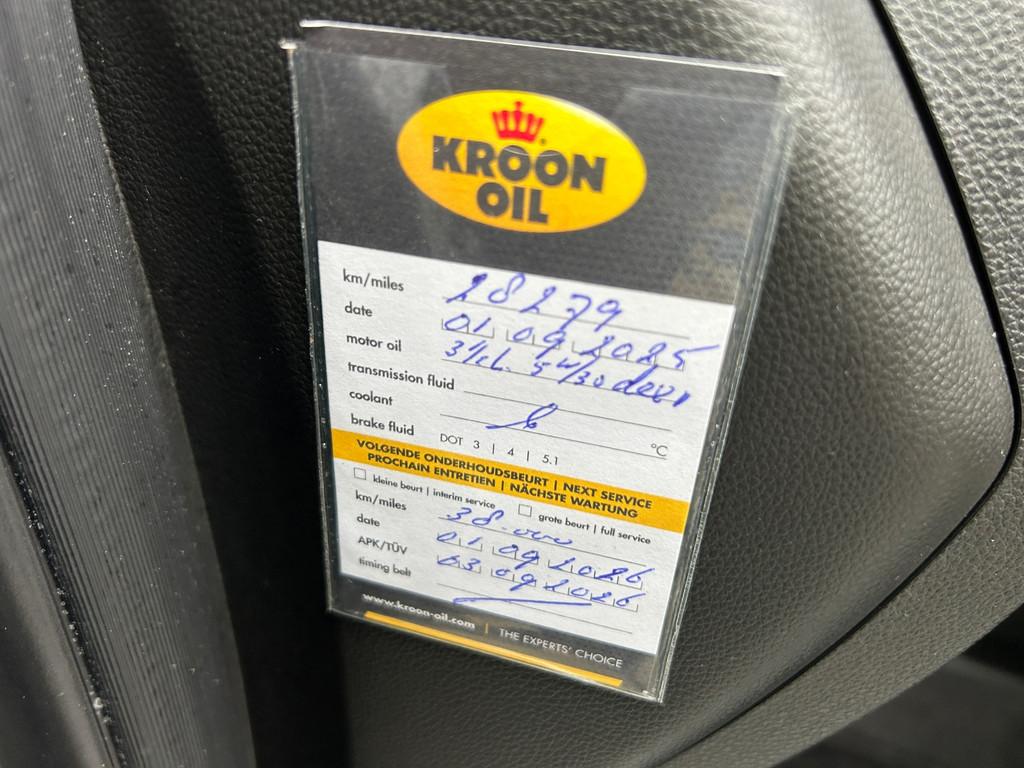 KROON
OIL
km/miles 28279
date 01 09 2025
motor oil 5W/30
transmission fluid
coastant °C
brake fluid DOT 3 | 4 | 5.1
VOLGENDE ONDERHOUDSBEURT | NEXT SERVICE
PROCHAIN ENTRETIEN | NÄCHSTE WARTUNG
kleine beurt | interim service grote beurt | full service
km/miles 38.000
date 01 09 2026
APK/TÜV 03 09 2026
timing belt
www.kroon-oil.com | THE EXPERTS' CHOICE